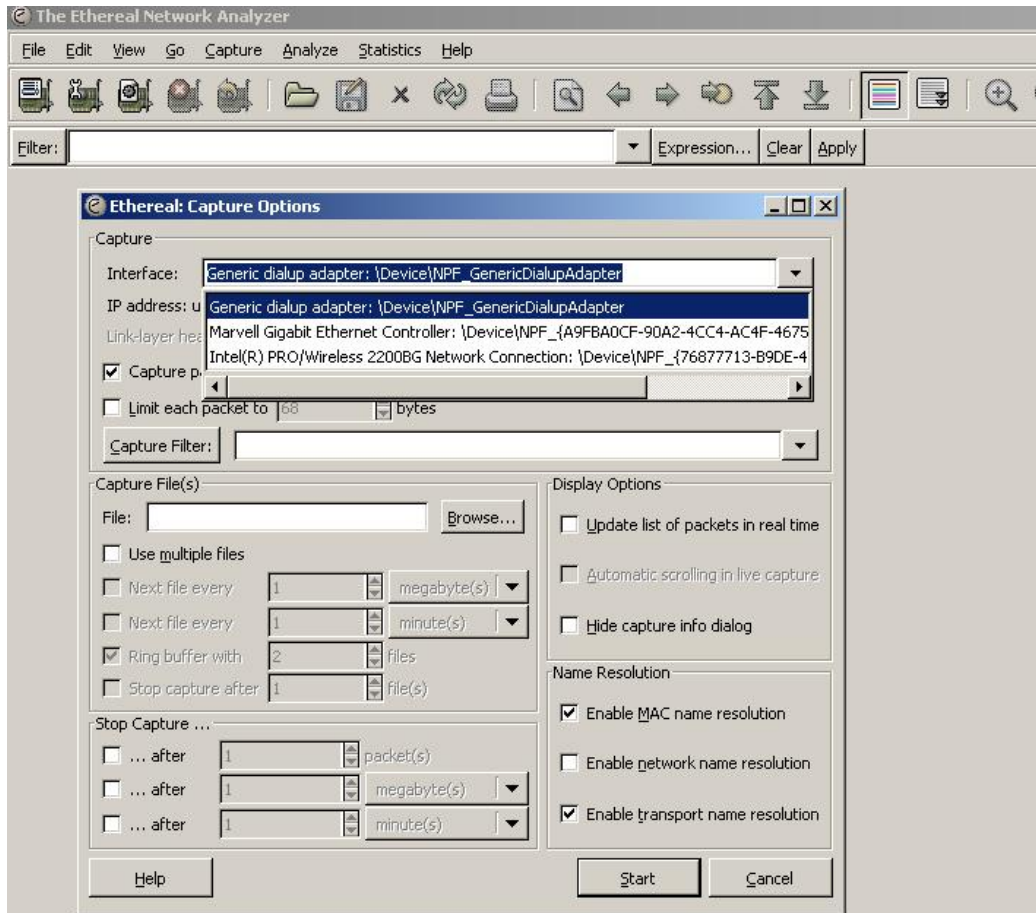 The Ethereal Network Analyzer
File Edit View Go Capture Analyze Statistics Help
Filter: Expression... Clear Apply
Ethereal: Capture Options
Capture
Interface: Generic dialup adapter: \Device\NPF_GenericDialupAdapter
IP address: u
Generic dialup adapter: \Device\NPF_GenericDialupAdapter
Marvell Gigabit Ethernet Controller: \Device\NPF_{A9FBA0CF-90A2-4CC4-AC4F-4675
Link-layer hea
Intel(R) PRO/Wireless 2200BG Network Connection: \Device\NPF_{76877713-B9DE-4
Capture p
Limit each packet to 68 bytes
Capture Filter:
Capture File(s)
File: Browse...
Use multiple files
Next file every 1 megabyte(s)
Next file every 1 minute(s)
Ring buffer with 2 files
Stop capture after 1 file(s)
Stop Capture ...
... after 1 packet(s)
... after 1 megabyte(s)
... after 1 minute(s)
Display Options
Update list of packets in real time
Automatic scrolling in live capture
Hide capture info dialog
Name Resolution
Enable MAC name resolution
Enable network name resolution
Enable transport name resolution
Help Start Cancel